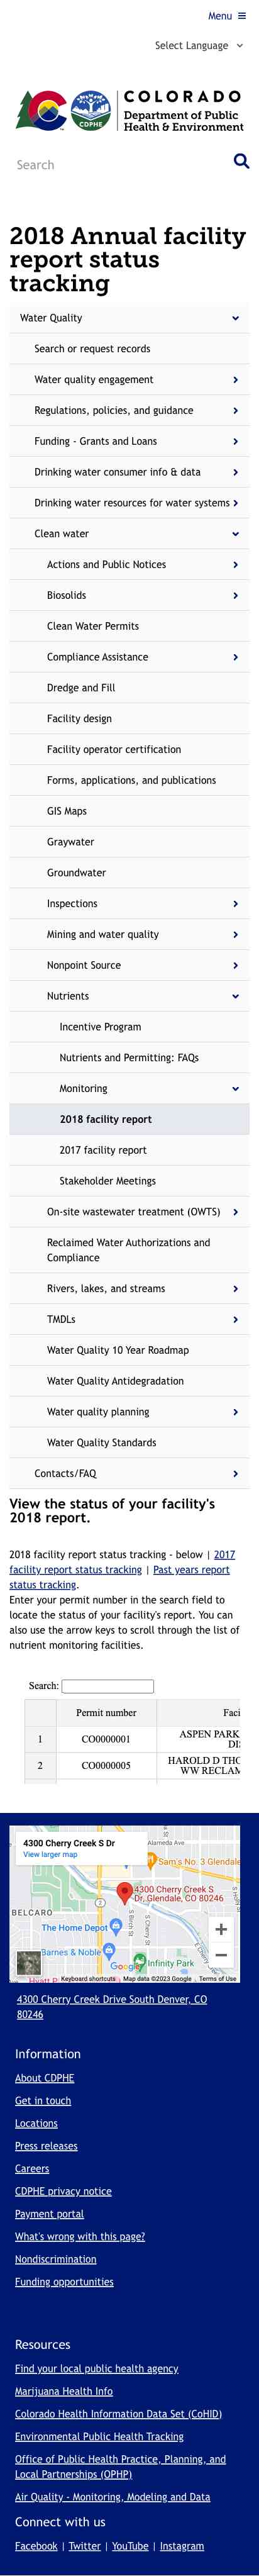 Menu
Select Language
COLORADO
Department of Public
Health & Environment
CDPHE
Search
2018 Annual facility
report status
tracking
Water Quality
Search or request records
Water quality engagement
Regulations, policies, and guidance
Funding - Grants and Loans
Drinking water consumer info & data
Drinking water resources for water systems
Clean water
Actions and Public Notices
Biosolids
Clean Water Permits
Compliance Assistance
Dredge and Fill
Facility design
Facility operator certification
Forms, applications, and publications
GIS Maps
Graywater
Groundwater
Inspections
Mining and water quality
Nonpoint Source
Nutrients
Incentive Program
Nutrients and Permitting: FAQs
Monitoring
2018 facility report
2017 facility report
Stakeholder Meetings
On-site wastewater treatment (OWTS)
Reclaimed Water Authorizations and
Compliance
Rivers, lakes, and streams
TMDLs
Water Quality 10 Year Roadmap
Water Quality Antidegradation
Water quality planning
Water Quality Standards
Contacts/FAQ
View the status of your facility's
2018 report.
2018 facility report status tracking - below | 2017
facility report status tracking | Past years report
status tracking.
Enter your permit number in the search field to
locate the status of your facility's report. You can
also use the arrow keys to scroll through the list of
nutrient monitoring facilities.
Search:
Permit number Faci
1 CO0000001 ASPEN PARK
DIS
2 CO0000005 HAROLD D THO
WW RECLAM
4300 Cherry Creek S Dr
View larger map
Sam's No. 3 Glendale
4300 Cherry Creek S
Dr, Glendale, CO 80246
BELCARO
The Home Depot
Barnes & Noble
Infinity Park
Google
Hyatt P
Keyboard shortcuts Map data ©2023 Google Terms of Use
4300 Cherry Creek Drive South Denver, CO
80246
Information
About CDPHE
Get in touch
Locations
Press releases
Careers
CDPHE privacy notice
Payment portal
What's wrong with this page?
Nondiscrimination
Funding opportunities
Resources
Find your local public health agency
Marijuana Health Info
Colorado Health Information Data Set (CoHID)
Environmental Public Health Tracking
Office of Public Health Practice, Planning, and
Local Partnerships (OPHP)
Air Quality - Monitoring, Modeling and Data
Connect with us
Facebook | Twitter | YouTube | Instagram